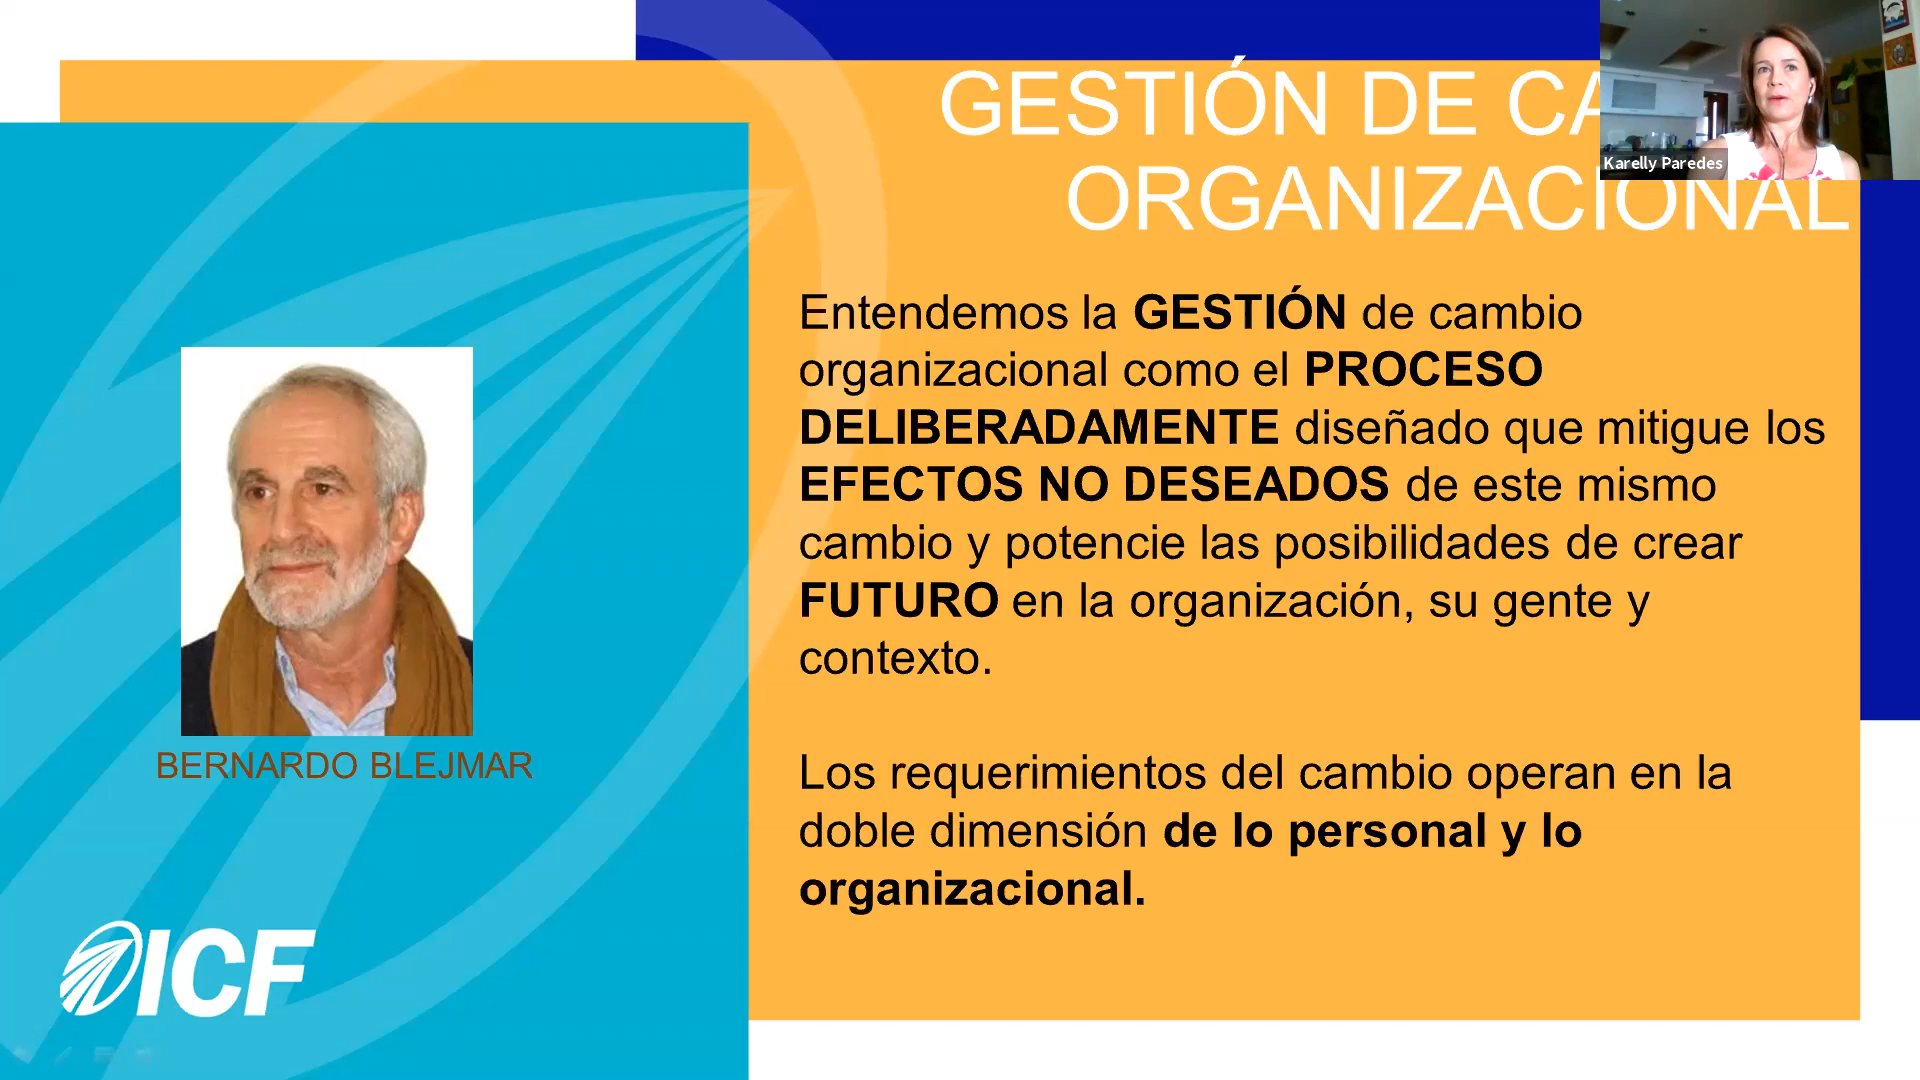 GESTIÓN DE
ORGANIZACIONAL
Karelly Paredes
Entendemos la GESTIÓN de cambio
organizacional como el PROCESO
DELIBERADAMENTE diseñado que mitigue los
EFECTOS NO DESEADOS de este mismo
cambio y potencie las posibilidades de crear
FUTURO en la organización, su gente y
contexto.
Los requerimientos del cambio operan en la
doble dimensión de lo personal y lo
organizacional.
BERNARDO BLEJMAR
ICF